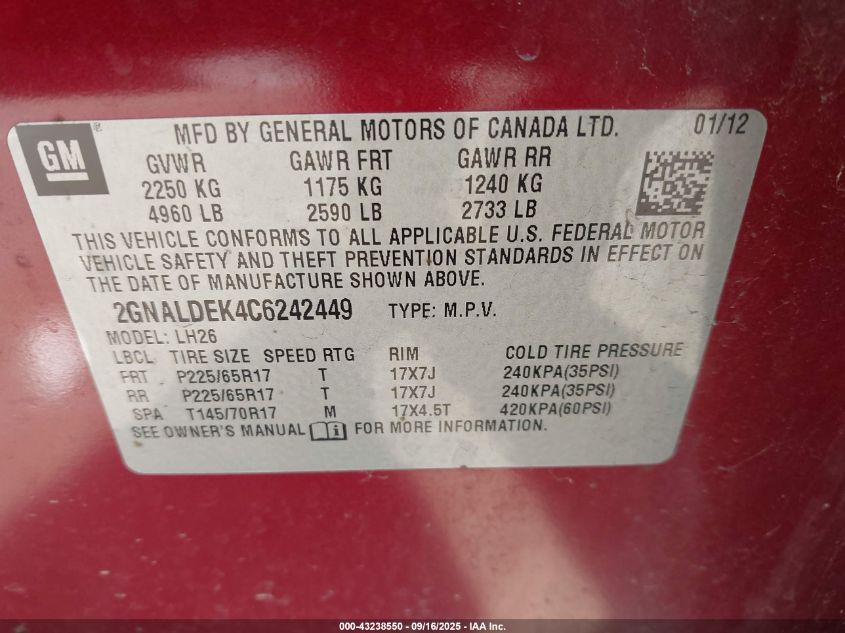 GM®
MFD BY GENERAL MOTORS OF CANADA LTD. 01/12
GVWR GAWR FRT GAWR RR
2250 KG 1175 KG 1240 KG
4960 LB 2590 LB 2733 LB
THIS VEHICLE CONFORMS TO ALL APPLICABLE U.S. FEDERAL MOTOR
VEHICLE SAFETY AND THEFT PREVENTION STANDARDS IN EFFECT ON
THE DATE OF MANUFACTURE SHOWN ABOVE.
2GNALDEK4C6242449 TYPE: M.P.V.
MODEL: LH26
LBCL TIRE SIZE SPEED RTG RIM COLD TIRE PRESSURE
FRT P225/65R17 T 17X7J 240KPA(35PSI)
RR P225/65R17 T 17X7J 240KPA(35PSI)
SPA T145/70R17 M 17X4.5T 420KPA(60PSI)
SEE OWNER'S MANUAL i FOR MORE INFORMATION.
000-43238550 - 09/16/2025 - IAA Inc.